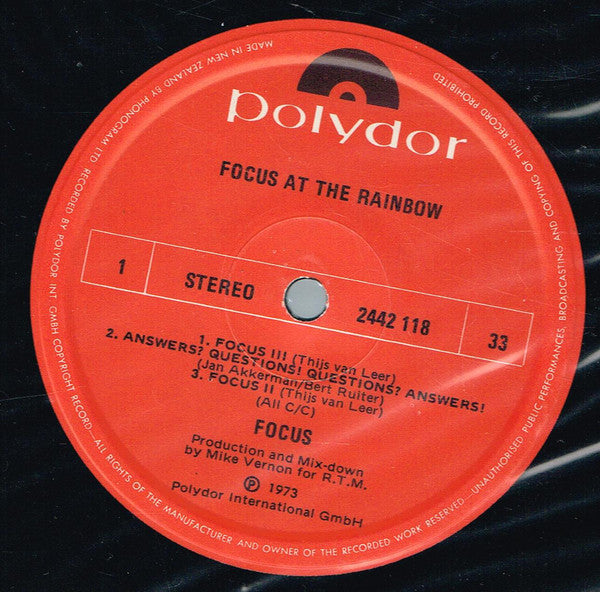 polydor
FOCUS AT THE RAINBOW
1 STEREO 2442 118 33
1. FOCUS III (Thijs van Leer)
2. ANSWERS? QUESTIONS! QUESTIONS? ANSWERS!
(Jan Akkerman/Bert Ruiter)
3. FOCUS II (Thijs van Leer)
(All C/C)
FOCUS
Production and Mix-down
by Mike Vernon for R.T.M.
Ⓟ 1973
Polydor International GmbH
MADE IN NEW ZEALAND BY PHONOGRAM LTD. RECORDED BY POLYDOR INT. GMBH COPYRIGHT RECORD—ALL RIGHTS OF THE MANUFACTURER AND OWNER OF THE RECORDED WORK RESERVED—UNAUTHORISED PUBLIC PERFORMANCES, BROADCASTING AND COPYING OF THIS RECORD PROHIBITED